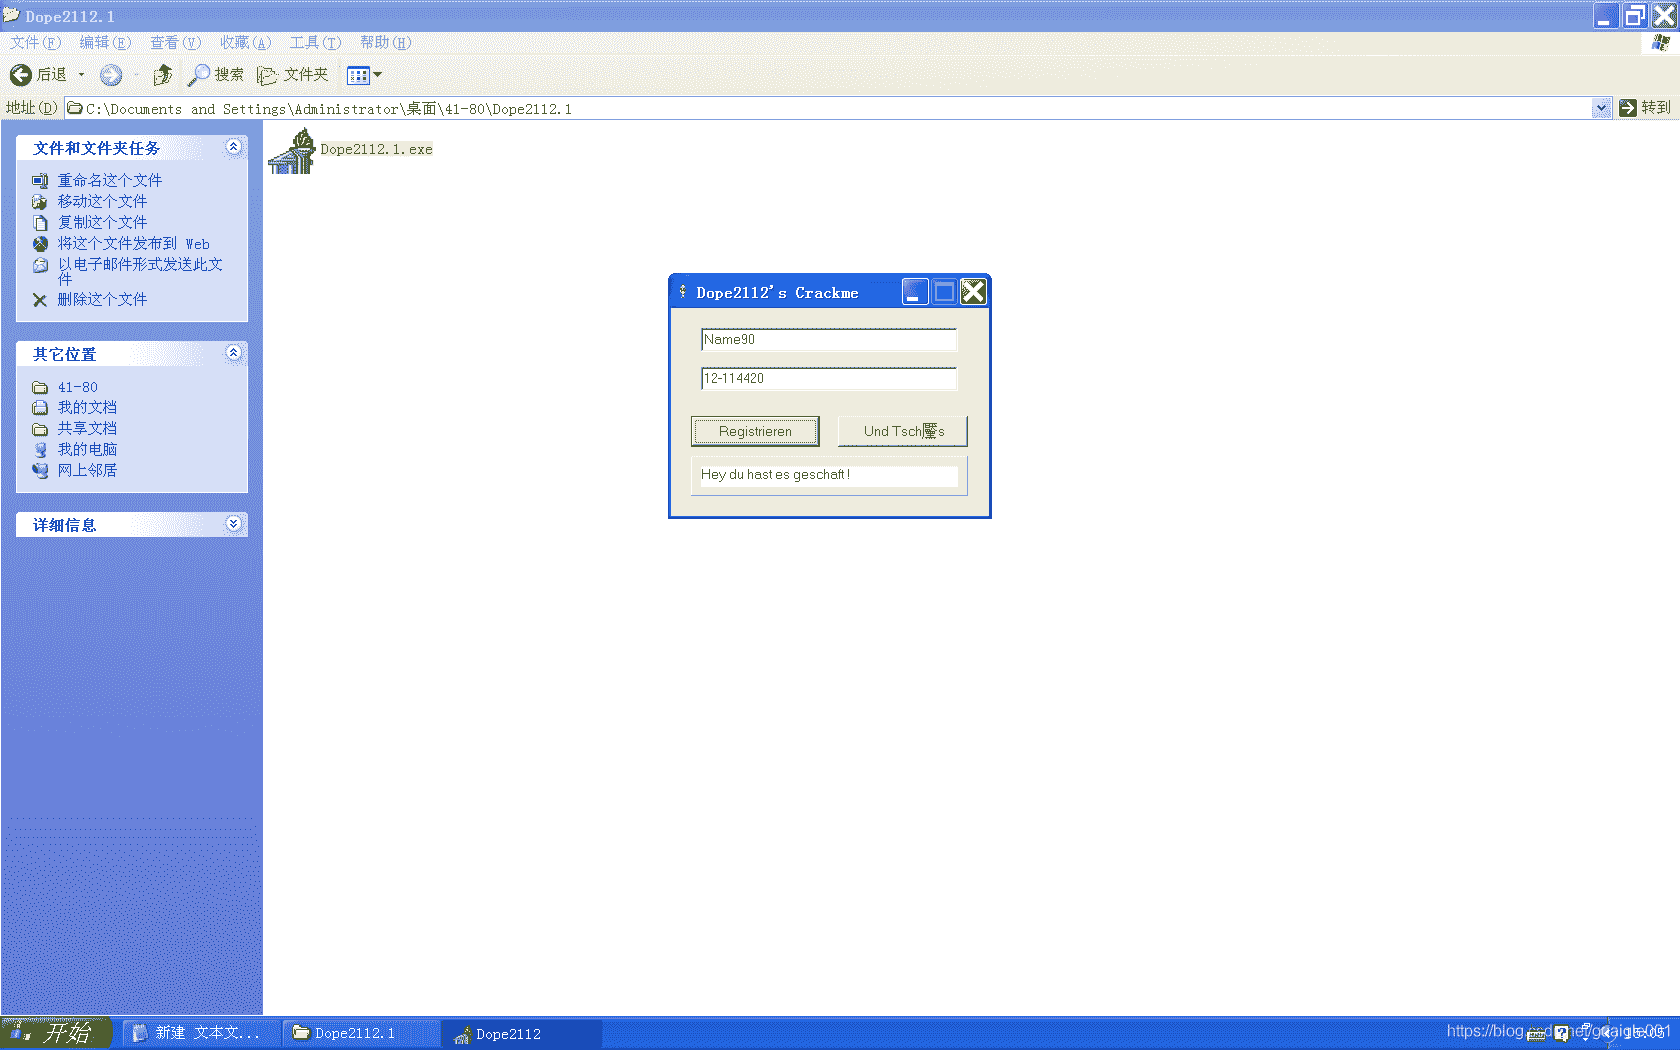 Dope2112.1
文件(F) 编辑(E) 查看(V) 收藏(A) 工具(T) 帮助(H)
后退 搜索 文件夹
地址(D) C:\Documents and Settings\Administrator\桌面\41-80\Dope2112.1 转到
文件和文件夹任务
重命名这个文件
移动这个文件
复制这个文件
将这个文件发布到 Web
以电子邮件形式发送此文
件
删除这个文件
其它位置
41-80
我的文档
共享文档
我的电脑
网上邻居
详细信息
Dope2112.1.exe
Dope2112's Crackme
Name90
12-114420
Registrieren Und Tsch鼄s
Hey du hast es geschaft !
开始 新建 文本文... Dope2112.1 Dope2112